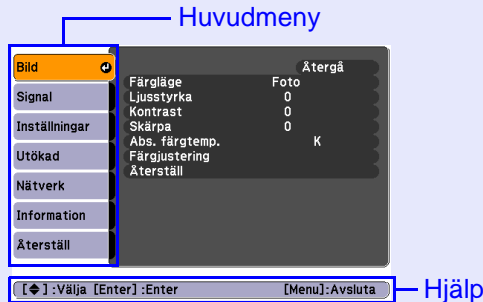 Huvudmeny
Bild
Signal
Inställningar
Utökad
Nätverk
Information
Återställ
Återgå
Färgläge Foto
Ljusstyrka 0
Kontrast 0
Skärpa 0
Abs. färgtemp. K
Färgjustering
Återställ
[◆]:Välja [Enter]:Enter [Menu]:Avsluta
Hjälp